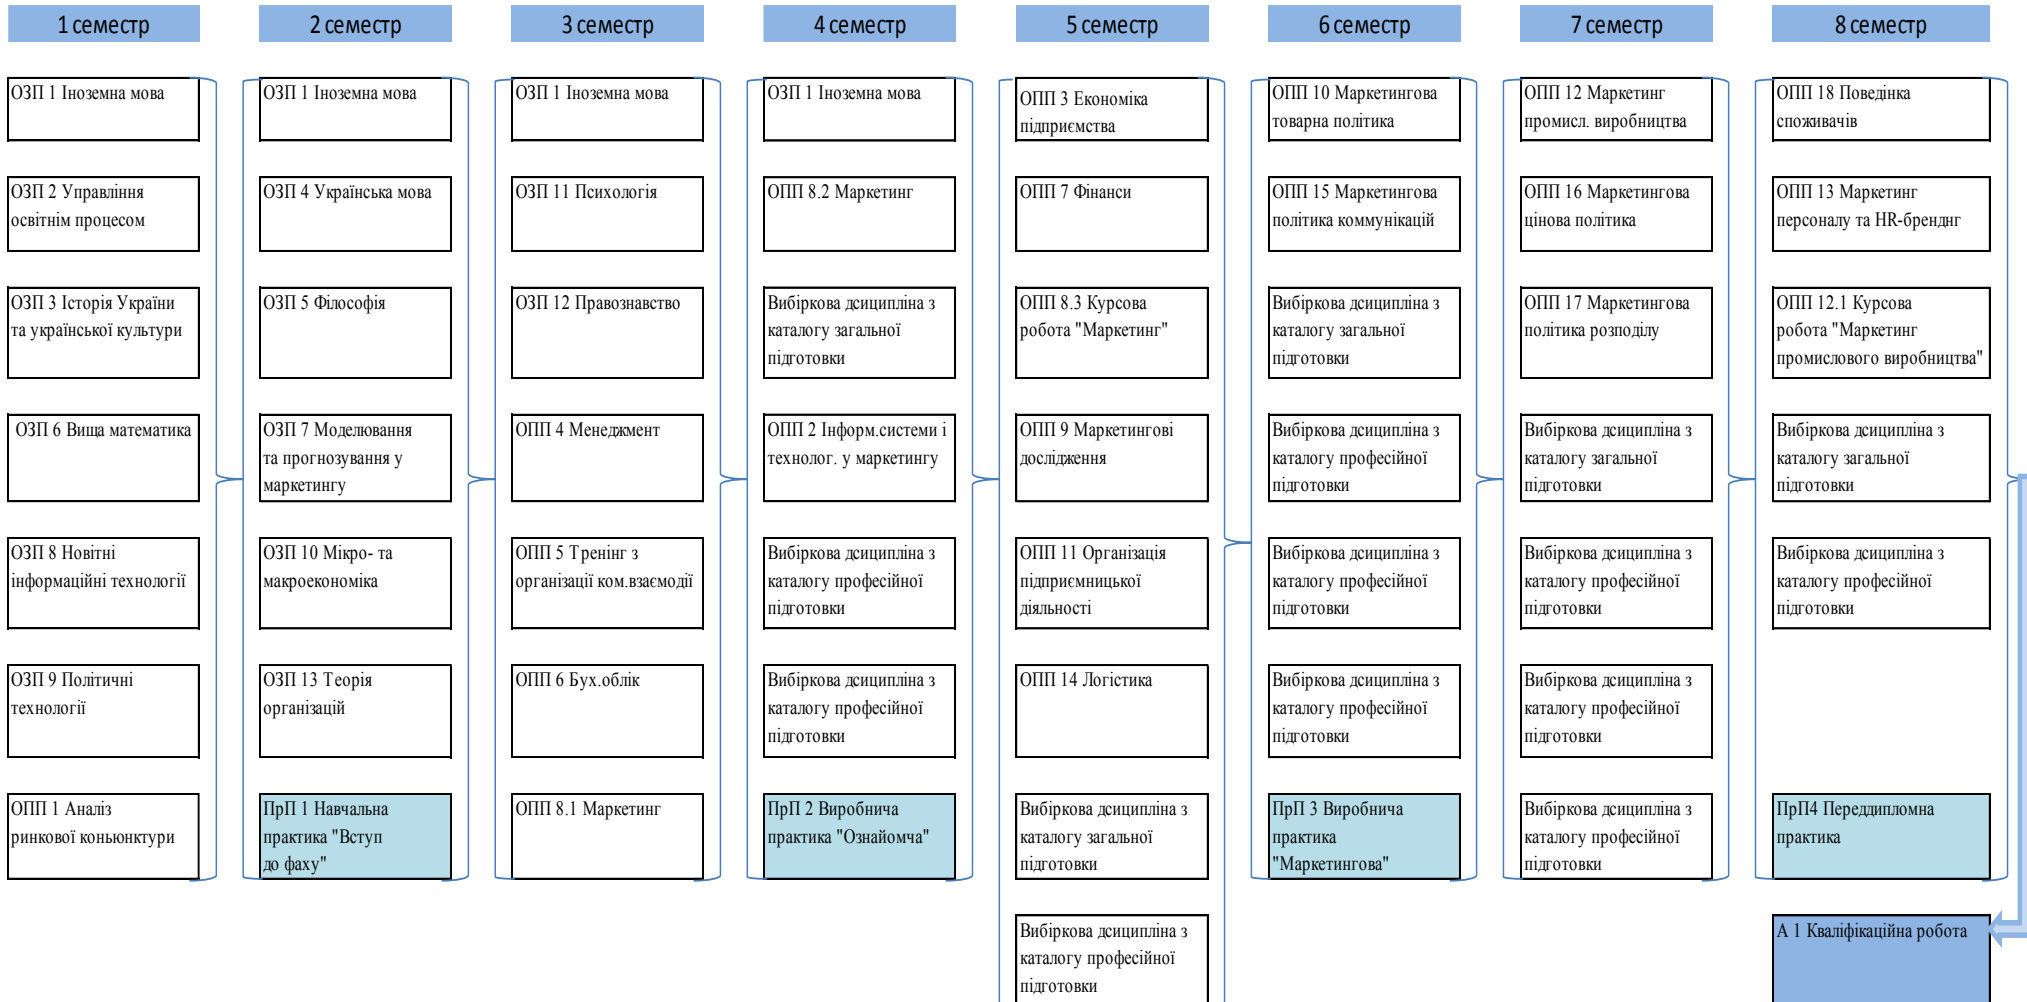 1 семестр
2 семестр
3 семестр
4 семестр
5 семестр
6 семестр
7 семестр
8 семестр
ОЗП 1 Іноземна мова
ОЗП 2 Управління
освітнім процесом
ОЗП 3 Історія України
та української культури
ОЗП 6 Вища математика
ОЗП 8 Новітні
інформаційні технології
ОЗП 9 Політичні
технології
ОПП 1 Аналіз
ринкової коньюнктури
ОЗП 1 Іноземна мова
ОЗП 4 Українська мова
ОЗП 5 Філософія
ОЗП 7 Моделювання
та прогнозування у
маркетингу
ОЗП 10 Мікро- та
макроекономіка
ОЗП 13 Теорія
організацій
ПрП 1 Навчальна
практика "Вступ
до фаху"
ОЗП 1 Іноземна мова
ОЗП 11 Психологія
ОЗП 12 Правознавство
ОПП 4 Менеджмент
ОПП 5 Тренінг з
організації ком.взаємодії
ОПП 6 Бух.облік
ОПП 8.1 Маркетинг
ОЗП 1 Іноземна мова
ОПП 8.2 Маркетинг
Вибіркова дсципліна з
каталогу загальної
підготовки
ОПП 2 Інформ.системи і
технолог. у маркетингу
Вибіркова дсципліна з
каталогу професійної
підготовки
Вибіркова дсципліна з
каталогу професійної
підготовки
ПрП 2 Виробнича
практика "Ознайомча"
ОПП 3 Економіка
підприємства
ОПП 7 Фінанси
ОПП 8.3 Курсова
робота "Маркетинг"
ОПП 9 Маркетингові
дослідження
ОПП 11 Організація
підприємницької
діяльності
ОПП 14 Логістика
Вибіркова дсципліна з
каталогу загальної
підготовки
Вибіркова дсципліна з
каталогу професійної
підготовки
ОПП 10 Маркетингова
товарна політика
ОПП 15 Маркетингова
політика коммунікацій
Вибіркова дсципліна з
каталогу загальної
підготовки
Вибіркова дсципліна з
каталогу професійної
підготовки
Вибіркова дсципліна з
каталогу професійної
підготовки
Вибіркова дсципліна з
каталогу професійної
підготовки
ПрП 3 Виробнича
практика
"Маркетингова"
ОПП 12 Маркетинг
промисл. виробництва
ОПП 16 Маркетингова
цінова політика
ОПП 17 Маркетингова
політика розподілу
Вибіркова дсципліна з
каталогу загальної
підготовки
Вибіркова дсципліна з
каталогу професійної
підготовки
Вибіркова дсципліна з
каталогу професійної
підготовки
Вибіркова дсципліна з
каталогу професійної
підготовки
ОПП 18 Поведінка
споживачів
ОПП 13 Маркетинг
персоналу та HR-бренднг
ОПП 12.1 Курсова
робота "Маркетинг
промислового виробництва"
Вибіркова дсципліна з
каталогу загальної
підготовки
Вибіркова дсципліна з
каталогу професійної
підготовки
ПрП4 Переддипломна
практика
А 1 Кваліфікаційна робота